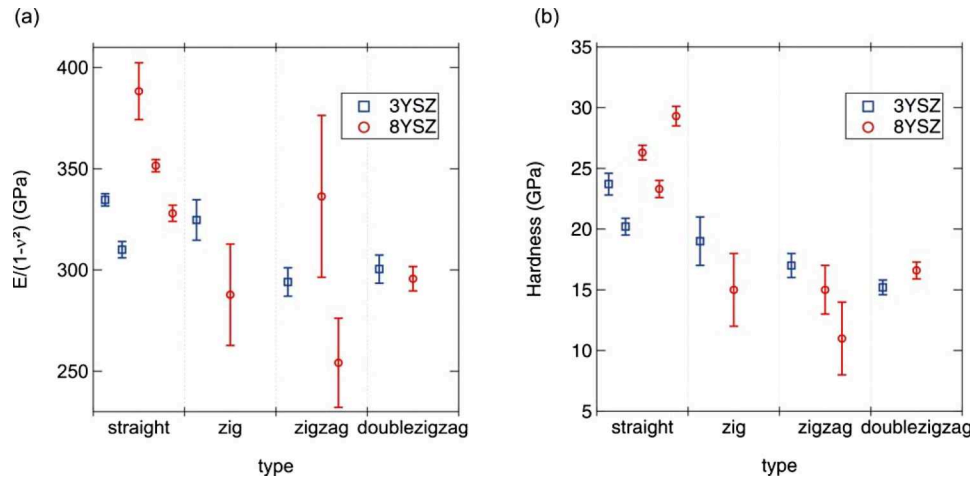 (a)
E/(1-ν²) (GPa)
400
350
300
250
3YSZ
8YSZ
straight zig zigzag doublezigzag
type
(b)
Hardness (GPa)
35
30
25
20
15
10
5
3YSZ
8YSZ
straight zig zigzag doublezigzag
type